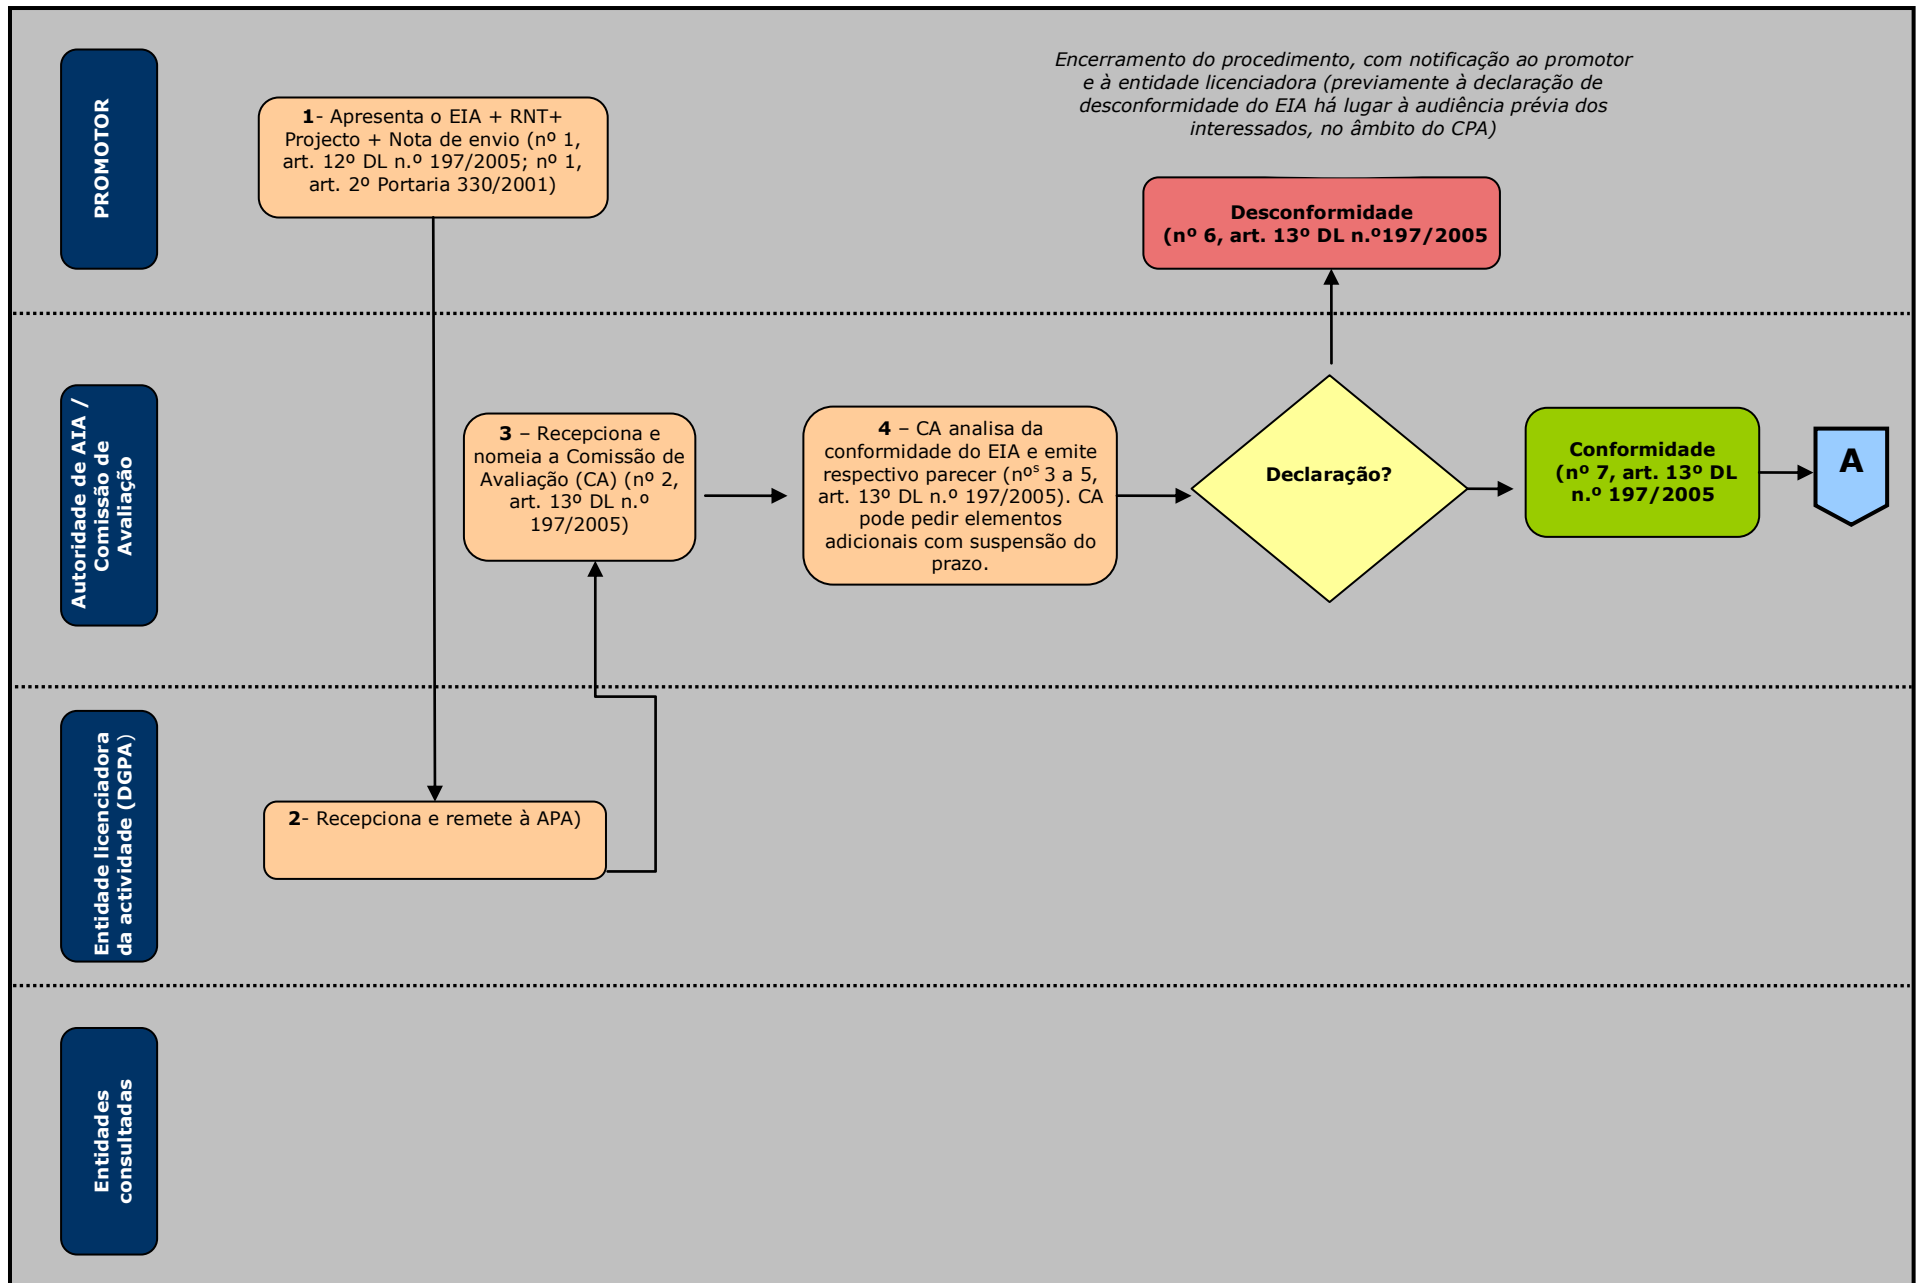 PROMOTOR
1- Apresenta o EIA + RNT+
Projecto + Nota de envio (nº 1,
art. 12º DL n.º 197/2005; nº 1,
art. 2º Portaria 330/2001)
Encerramento do procedimento, com notificação ao promotor
e à entidade licenciadora (previamente à declaração de
desconformidade do EIA há lugar à audiência prévia dos
interessados, no âmbito do CPA)
Desconformidade
(nº 6, art. 13º DL n.º197/2005
Autoridade de AIA /
Comissão de
Avaliação
3 – Recepciona e
nomeia a Comissão de
Avaliação (CA) (nº 2,
art. 13º DL n.º
197/2005)
4 – CA analisa da
conformidade do EIA e emite
respectivo parecer (nºs 3 a 5,
art. 13º DL n.º 197/2005). CA
pode pedir elementos
adicionais com suspensão do
prazo.
Declaração?
Conformidade
(nº 7, art. 13º DL
n.º 197/2005
A
Entidade licenciadora
da actividade (DGPA)
2- Recepciona e remete à APA)
Entidades
consultadas